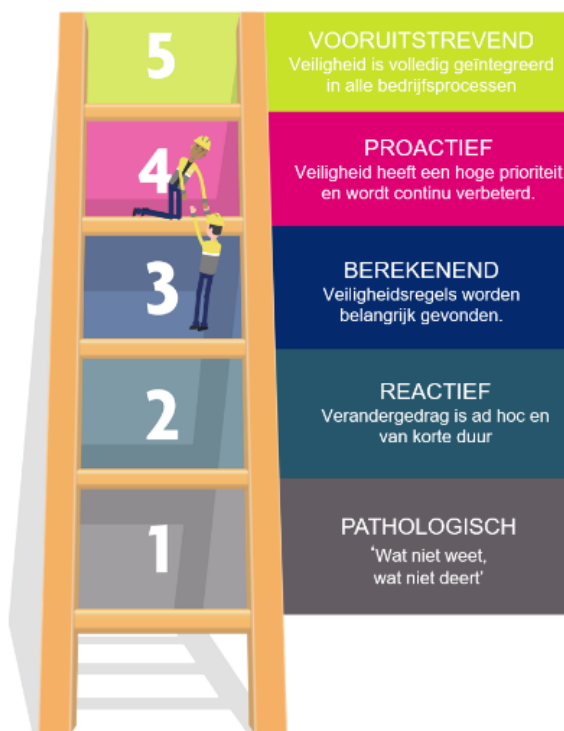 5
VOORUITSTREVEND
Veiligheid is volledig geïntegreerd
in alle bedrijfsprocessen
4
PROACTIEF
Veiligheid heeft een hoge prioriteit
en wordt continu verbeterd.
3
BEREKENEND
Veiligheidsregels worden
belangrijk gevonden.
2
REACTIEF
Verandergedrag is ad hoc en
van korte duur
1
PATHOLOGISCH
‘Wat niet weet,
wat niet deert’